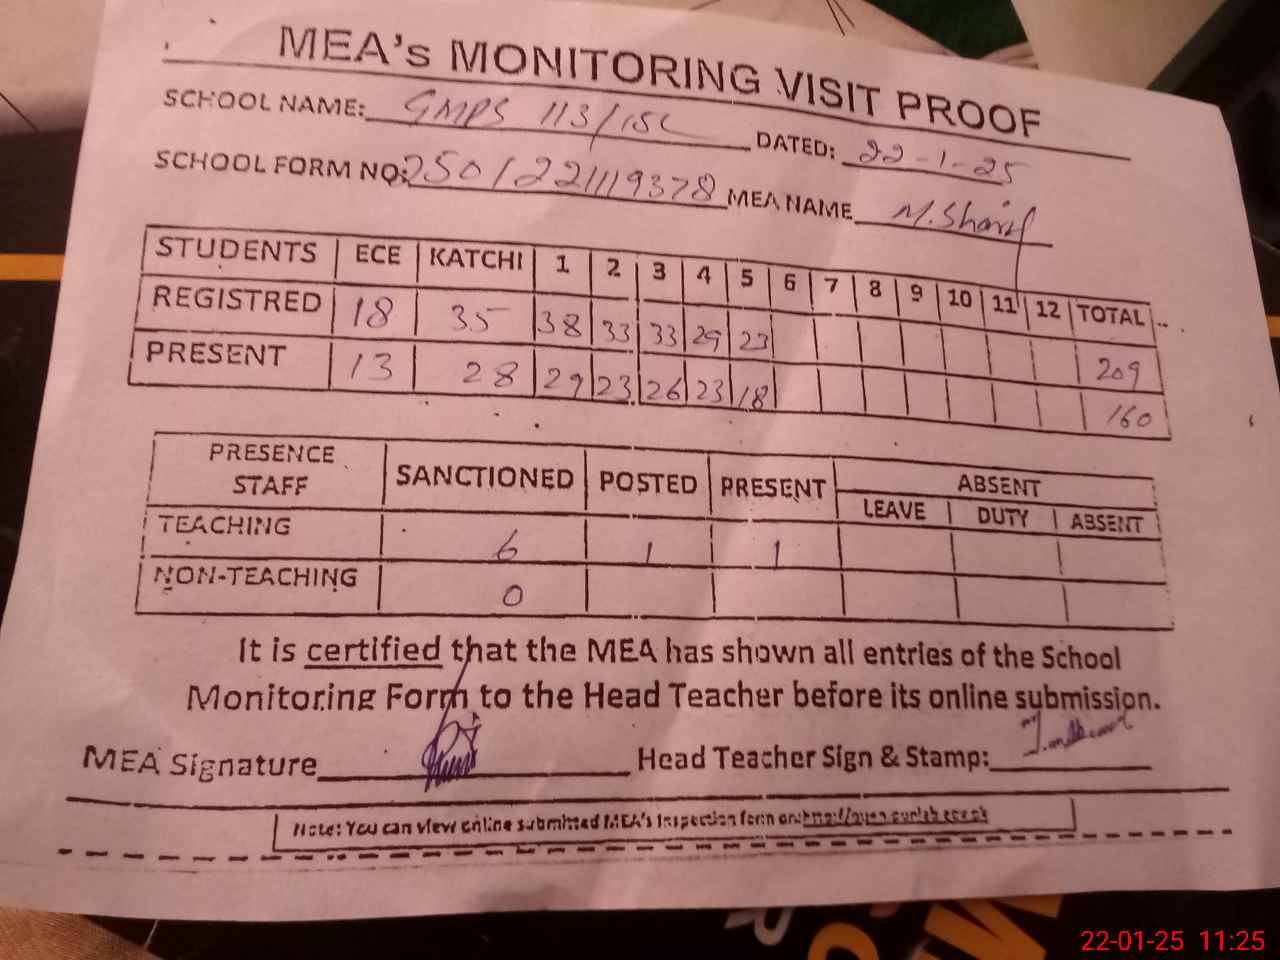 MEA's MONITORING VISIT PROOF
SCHOOL NAME: GMPS 113/15L DATED: 22-1-25
SCHOOL FORM NO: 2501221119378 MEA NAME M. Sharif
STUDENTS ECE KATCHI 1 2 3 4 5 6 7 8 9 10 11 12 TOTAL
REGISTRED 18 35 38 33 33 29 23 209
PRESENT 13 28 29 23 26 23 18 160
PRESENCE STAFF SANCTIONED POSTED PRESENT ABSENT
LEAVE DUTY ABSENT
TEACHING 6 1 1
NON-TEACHING 0
It is certified that the MEA has shown all entries of the School
Monitoring Form to the Head Teacher before its online submission.
MEA Signature Head Teacher Sign & Stamp:
Note: You can view online submitted MEA's Inspection form on:
22-01-25 11:25